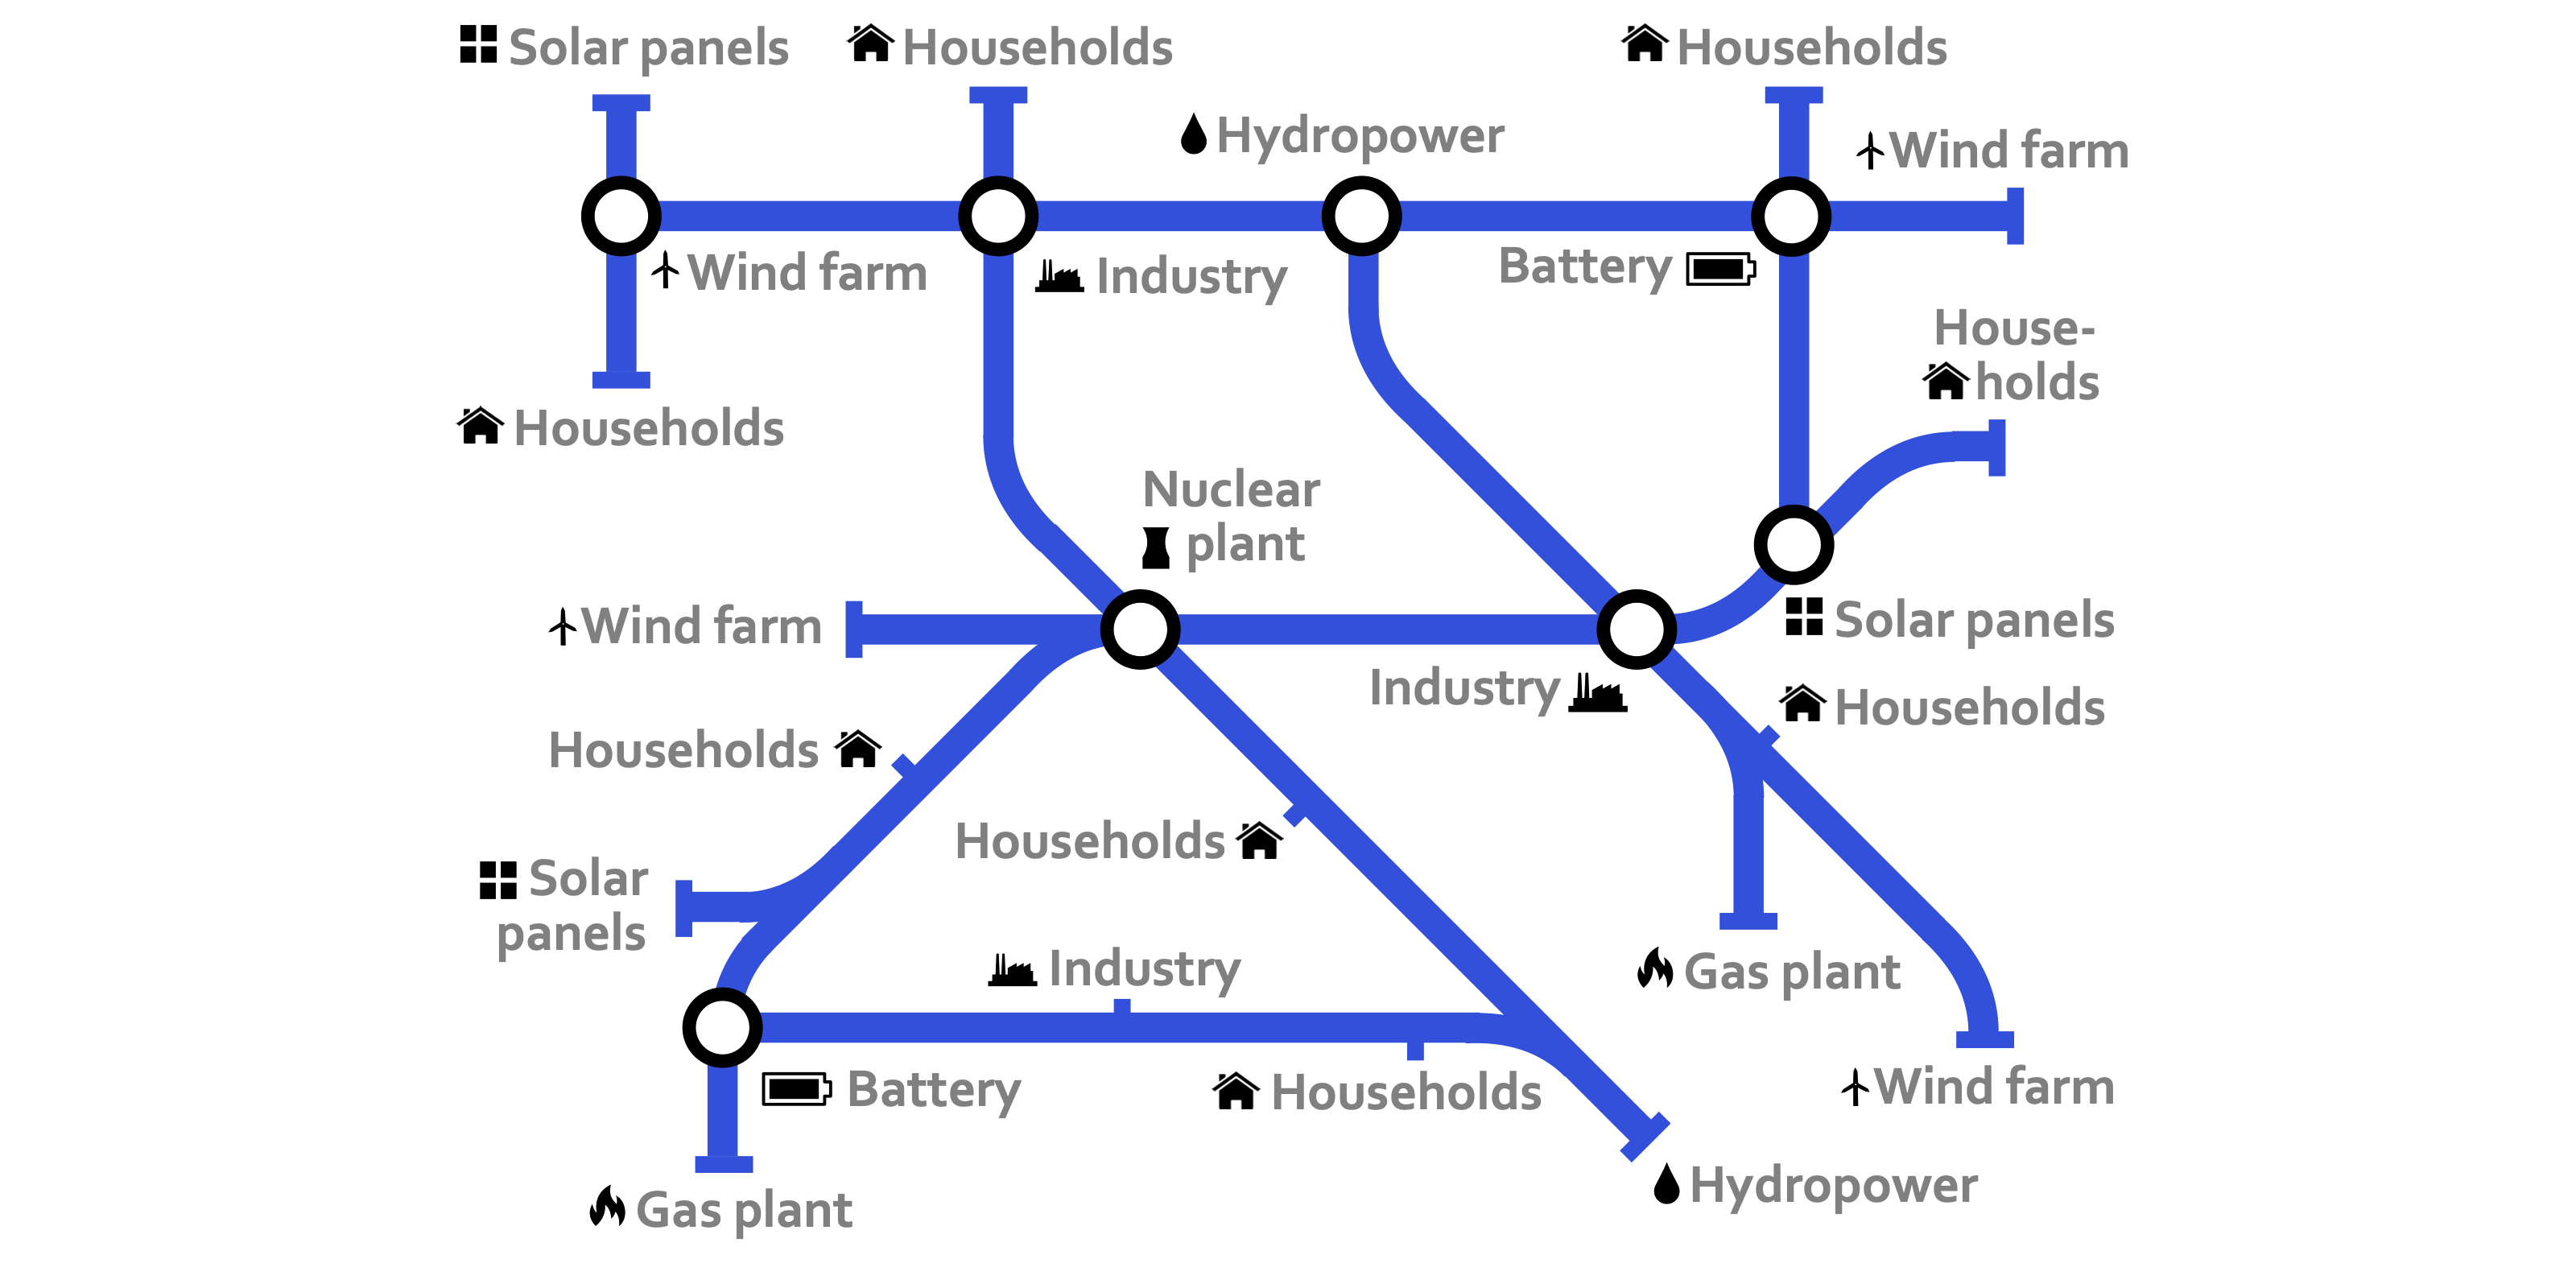 Solar panels
Households
Households
Hydropower
Wind farm
Wind farm
Industry
Battery
House-
holds
Households
Nuclear
plant
Wind farm
Solar panels
Industry
Households
Households
Households
Solar
panels
Industry
Gas plant
Battery
Households
Wind farm
Hydropower
Gas plant